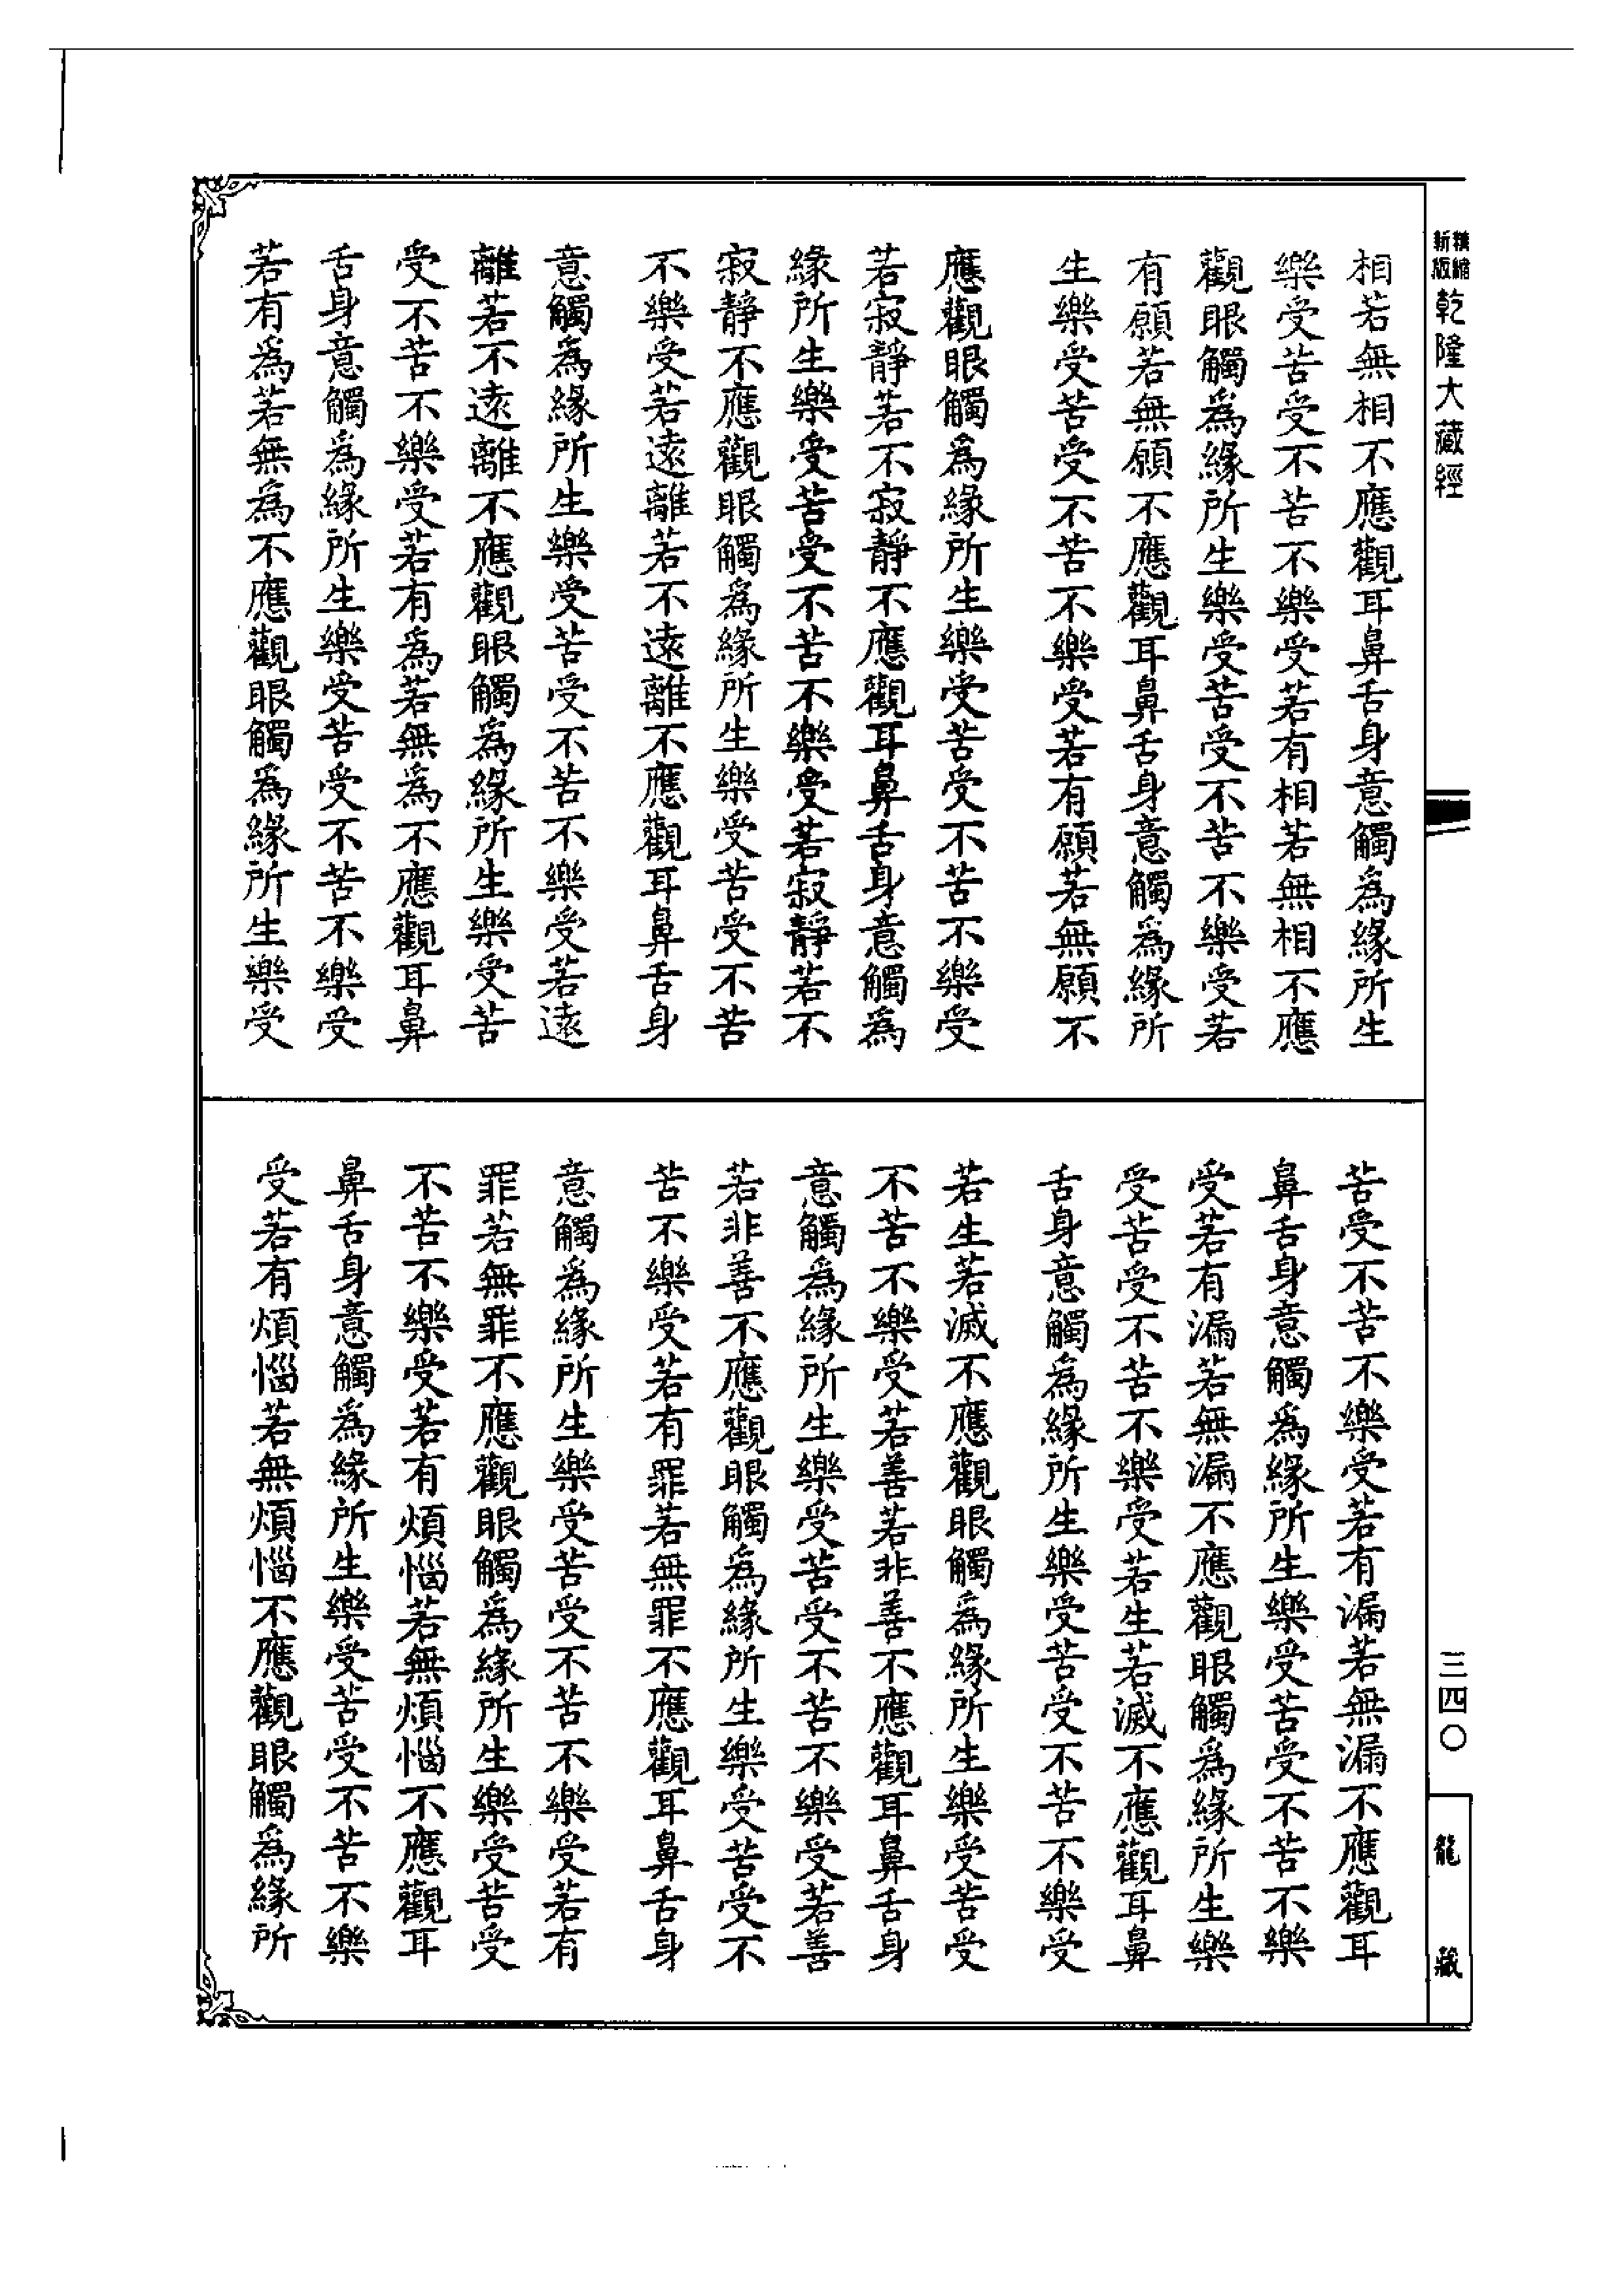 精縮
新版
乾隆大藏經
相若無相不應觀耳鼻舌身意觸為緣所生
樂受苦受不苦不樂受若有相若無相不應
觀眼觸為緣所生樂受苦受不苦不樂受若
有願若無願不應觀耳鼻舌身意觸為緣所
生樂受苦受不苦不樂受若有願若無願不
應觀眼觸為緣所生樂受苦受不苦不樂受
若寂靜若不寂靜不應觀耳鼻舌身意觸為
緣所生樂受苦受不苦不樂受若寂靜若不
寂靜不應觀眼觸為緣所生樂受苦受不苦
不樂受若遠離若不遠離不應觀耳鼻舌身
意觸為緣所生樂受苦受不苦不樂受若遠
離若不遠離不應觀眼觸為緣所生樂受苦
受不苦不樂受若有為若無為不應觀耳鼻
舌身意觸為緣所生樂受苦受不苦不樂受
若有為若無為不應觀眼觸為緣所生樂受
苦受不苦不樂受若有漏若無漏不應觀耳
鼻舌身意觸為緣所生樂受苦受不苦不樂
受若有漏若無漏不應觀眼觸為緣所生樂
受苦受不苦不樂受若生若滅不應觀耳鼻
舌身意觸為緣所生樂受苦受不苦不樂受
若生若滅不應觀眼觸為緣所生樂受苦受
不苦不樂受若善若非善不應觀耳鼻舌身
意觸為緣所生樂受苦受不苦不樂受若善
若非善不應觀眼觸為緣所生樂受苦受不
苦不樂受若有罪若無罪不應觀耳鼻舌身
意觸為緣所生樂受苦受不苦不樂受若有
罪若無罪不應觀眼觸為緣所生樂受苦受
不苦不樂受若有煩惱若無煩惱不應觀耳
鼻舌身意觸為緣所生樂受苦受不苦不樂
受若有煩惱若無煩惱不應觀眼觸為緣所
三四〇
龍藏